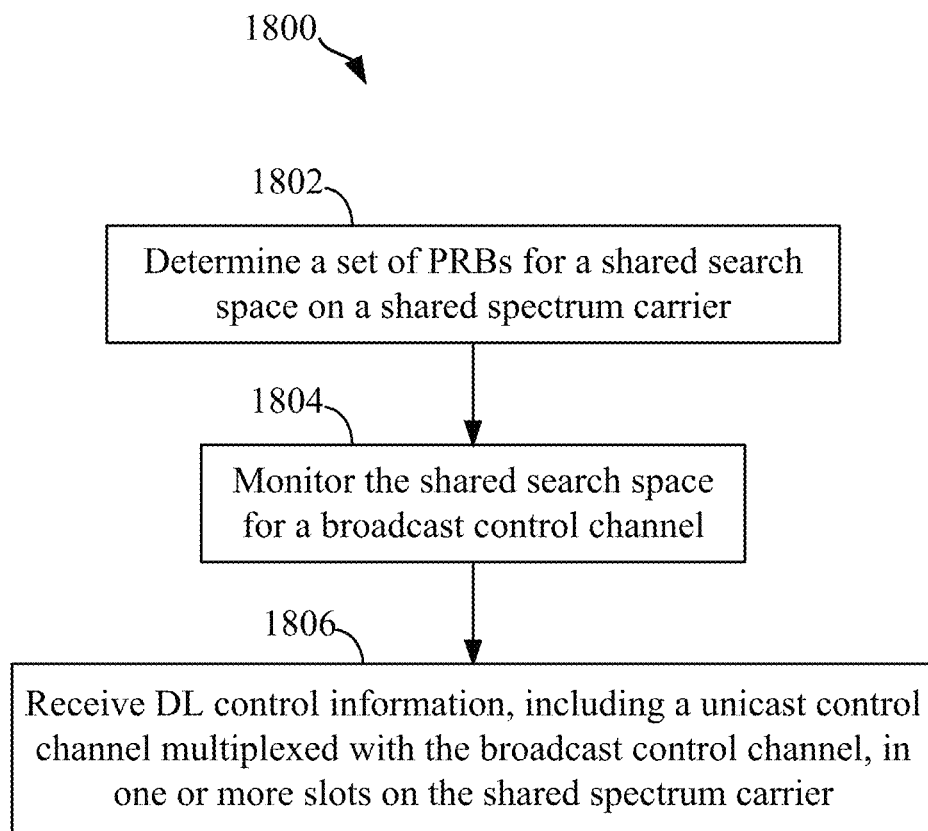 1800
1802
Determine a set of PRBs for a shared search
space on a shared spectrum carrier
1804
Monitor the shared search space
for a broadcast control channel
1806
Receive DL control information, including a unicast control
channel multiplexed with the broadcast control channel, in
one or more slots on the shared spectrum carrier